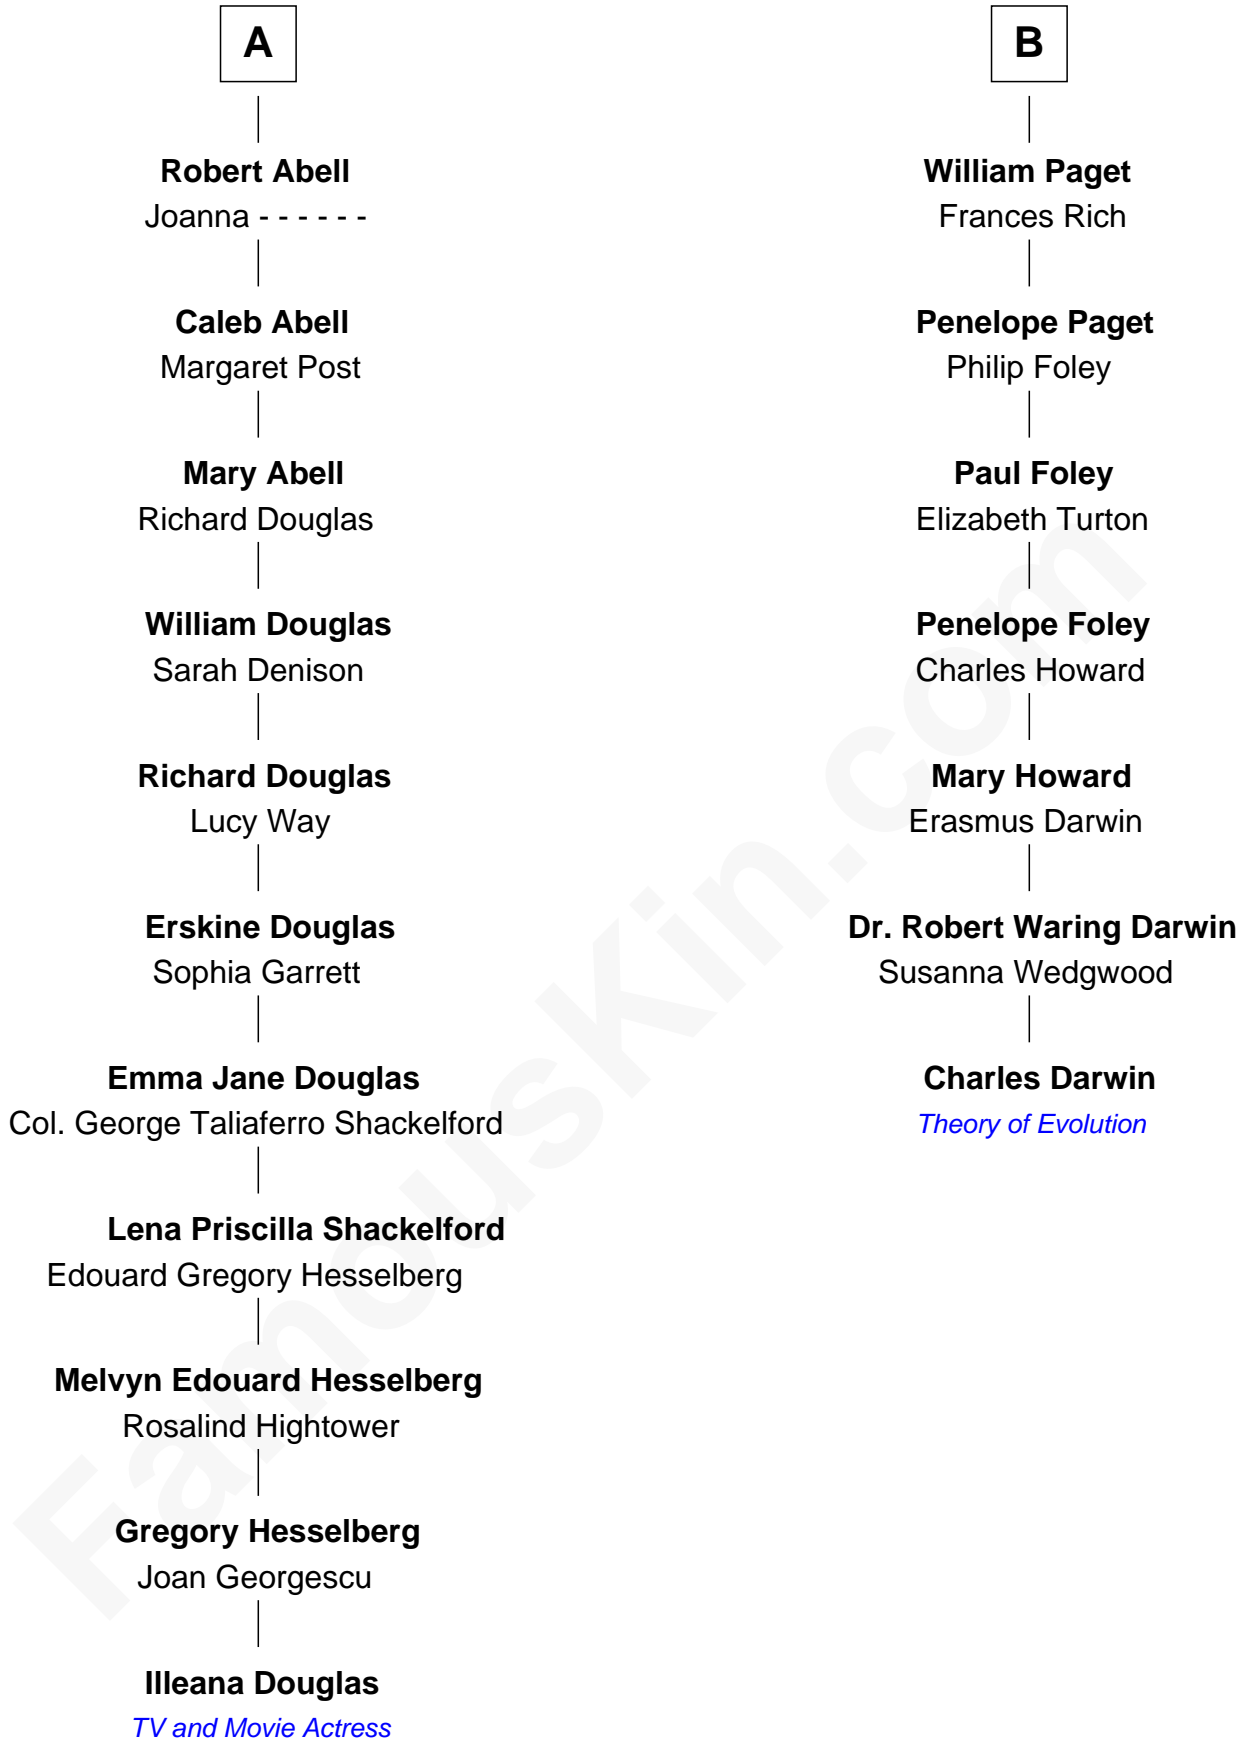 A
Robert Abell
Joanna - - - - - -
Caleb Abell
Margaret Post
Mary Abell
Richard Douglas
William Douglas
Sarah Denison
Richard Douglas
Lucy Way
Erskine Douglas
Sophia Garrett
Emma Jane Douglas
Col. George Taliaferro Shackelford
Lena Priscilla Shackelford
Edouard Gregory Hesselberg
Melvyn Edouard Hesselberg
Rosalind Hightower
Gregory Hesselberg
Joan Georgescu
Illeana Douglas
TV and Movie Actress
B
William Paget
Frances Rich
Penelope Paget
Philip Foley
Paul Foley
Elizabeth Turton
Penelope Foley
Charles Howard
Mary Howard
Erasmus Darwin
Dr. Robert Waring Darwin
Susanna Wedgwood
Charles Darwin
Theory of Evolution
FamousKin.com